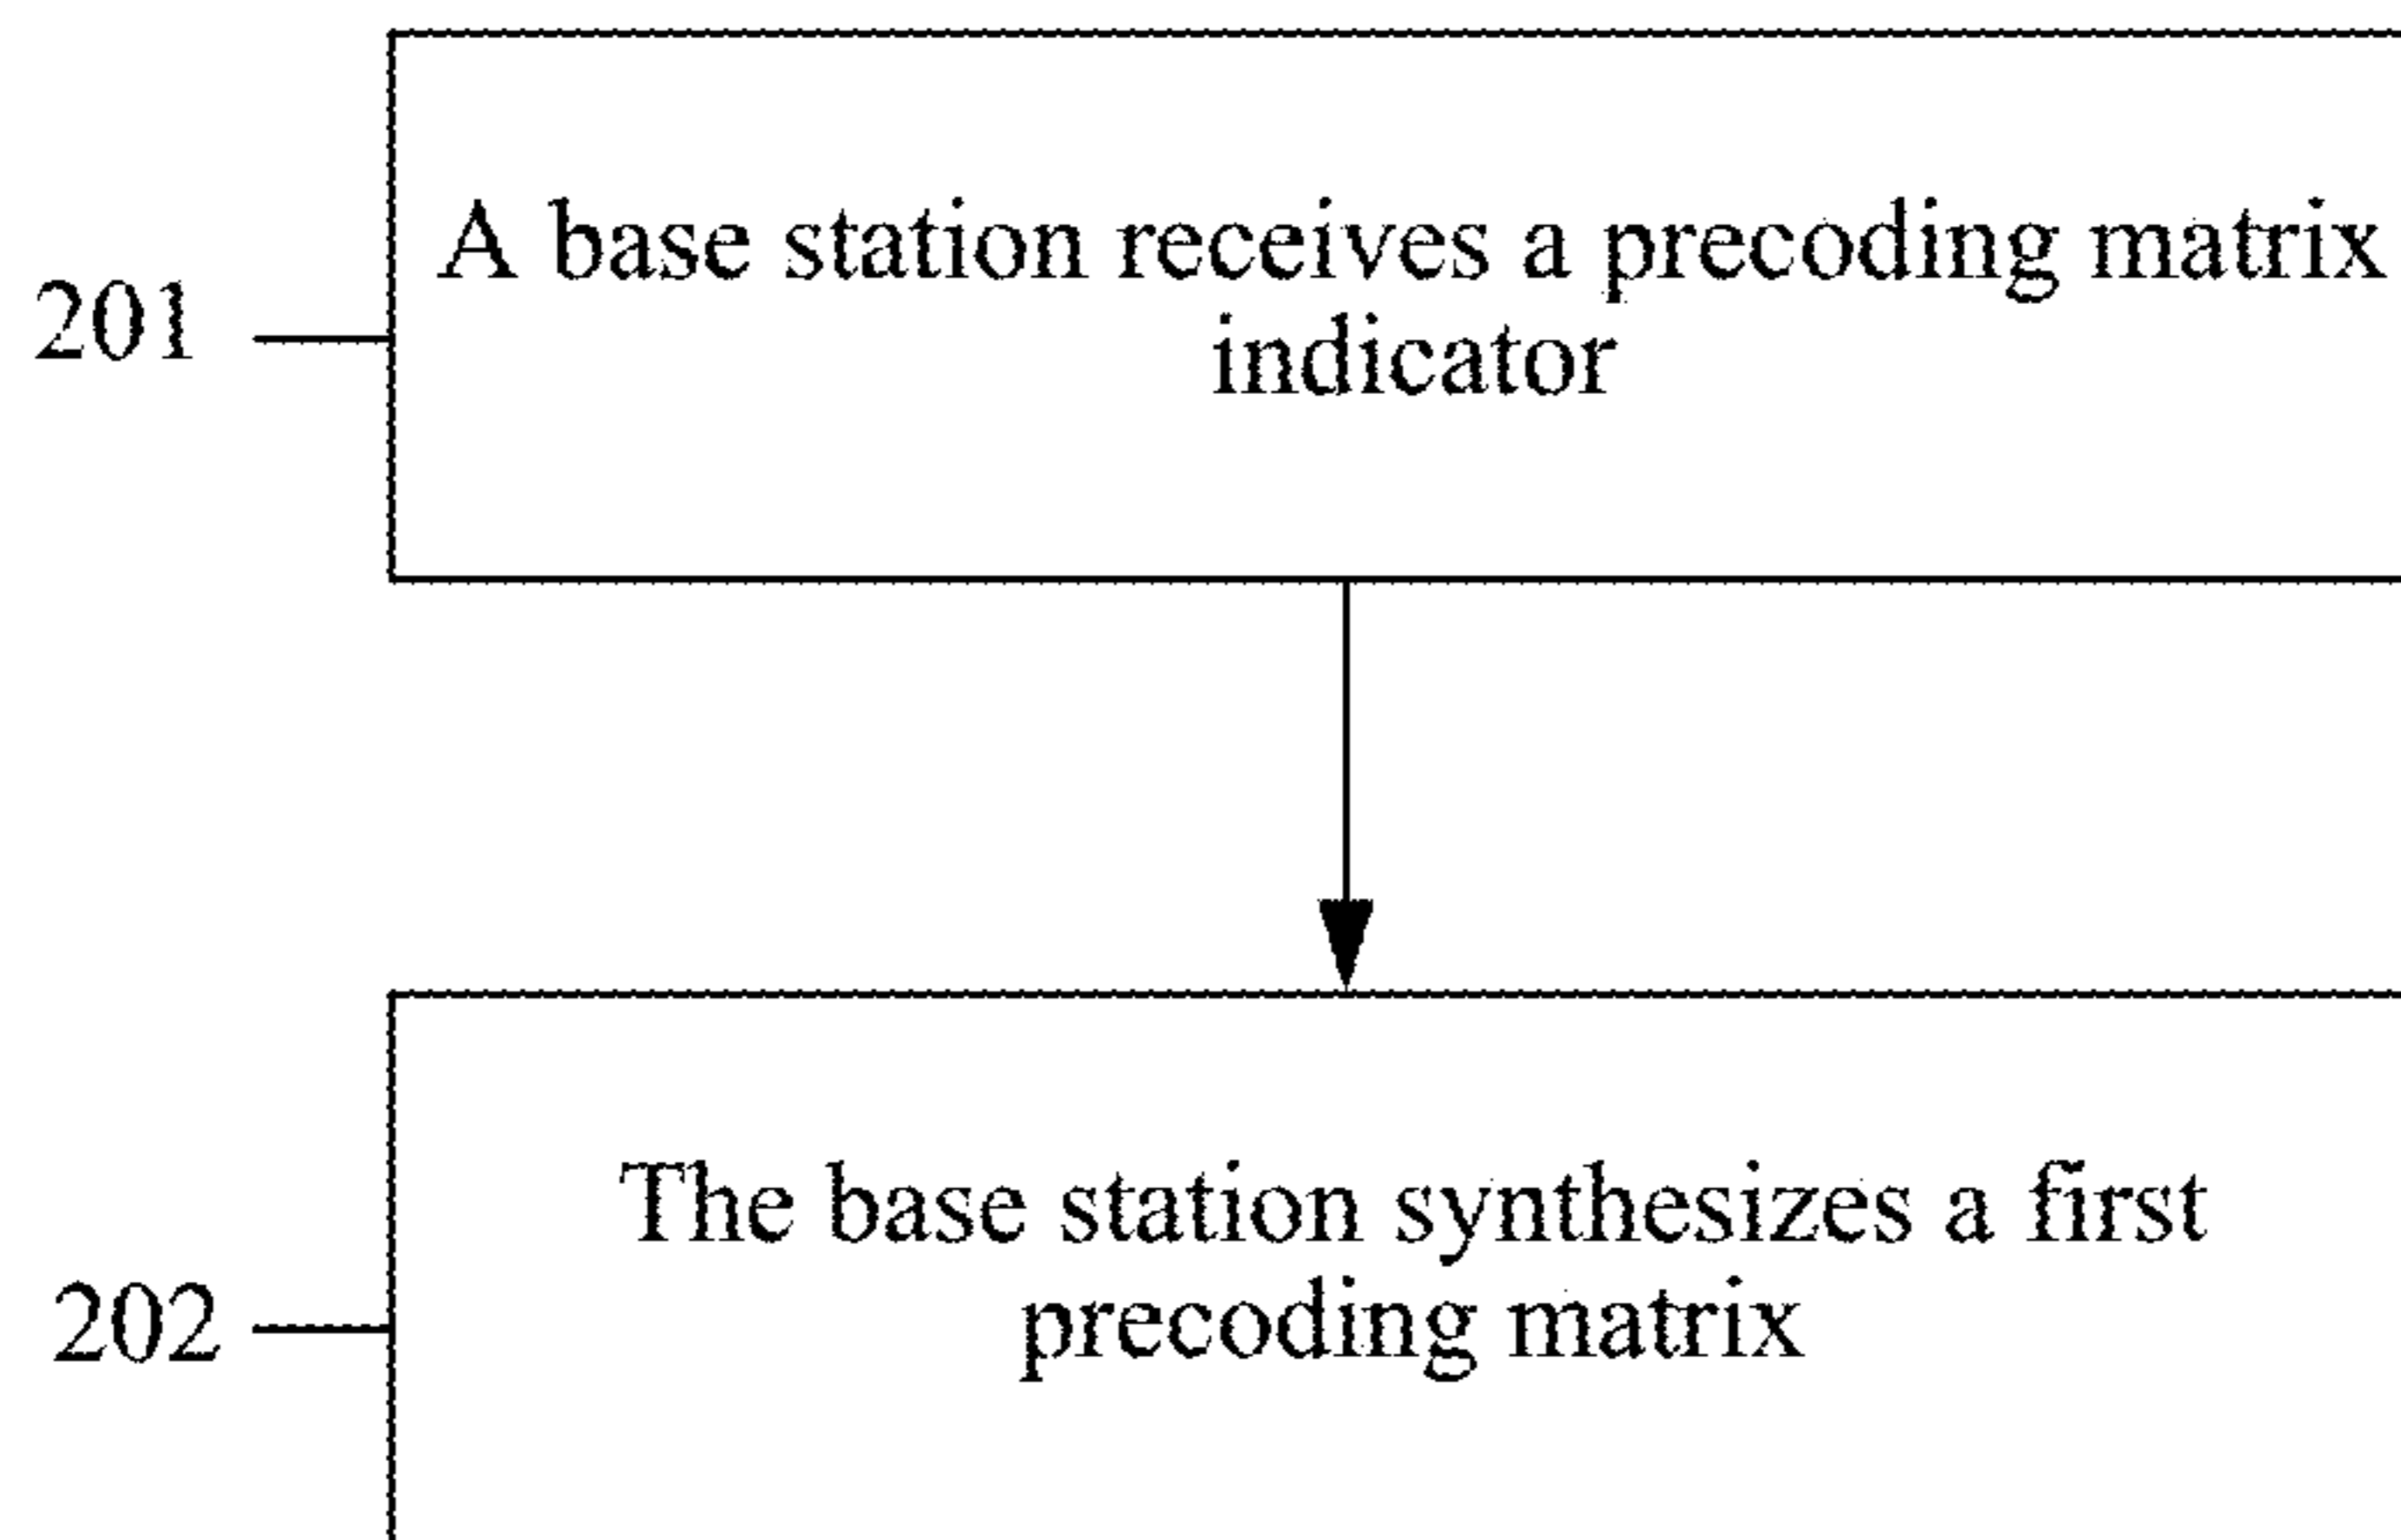 A base station receives a precoding matrix
indicator
201
The base station synthesizes a first
precoding matrix
202